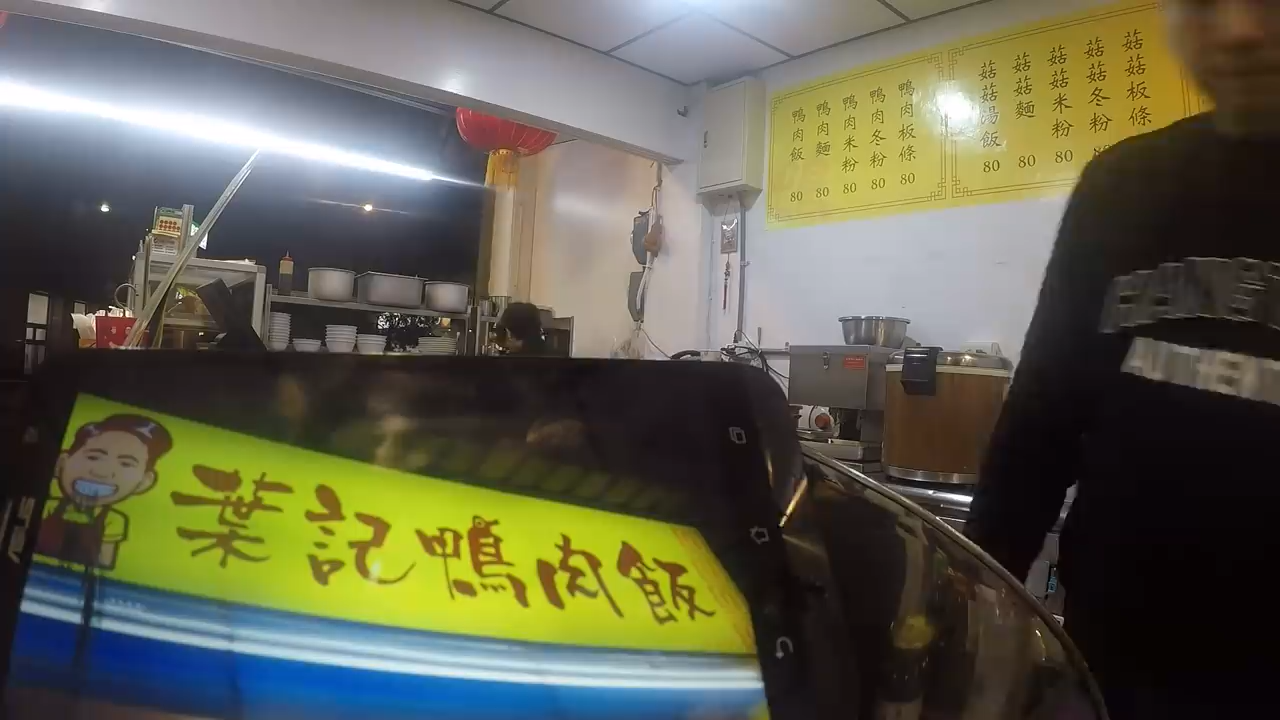 鴨肉飯 80
鴨肉麵 80
鴨肉米粉 80
鴨肉冬粉 80
鴨肉板條 80
菇菇湯飯 80
菇菇麵 80
菇菇米粉 80
菇菇冬粉
菇菇板條
葉記鴨肉飯